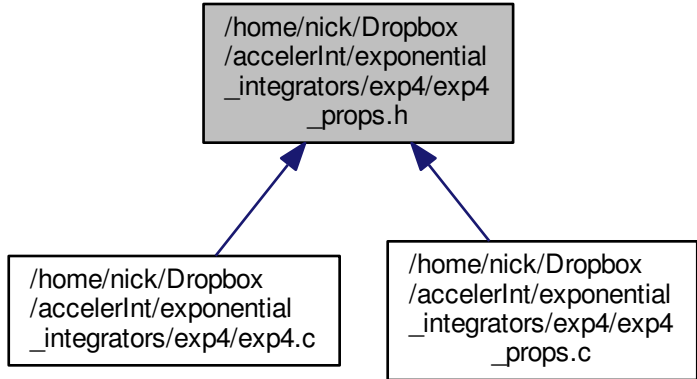 /home/nick/Dropbox
/accelerInt/exponential
_integrators/exp4/exp4
_props.h
/home/nick/Dropbox
/accelerInt/exponential
_integrators/exp4/exp4.c
/home/nick/Dropbox
/accelerInt/exponential
_integrators/exp4/exp4
_props.c